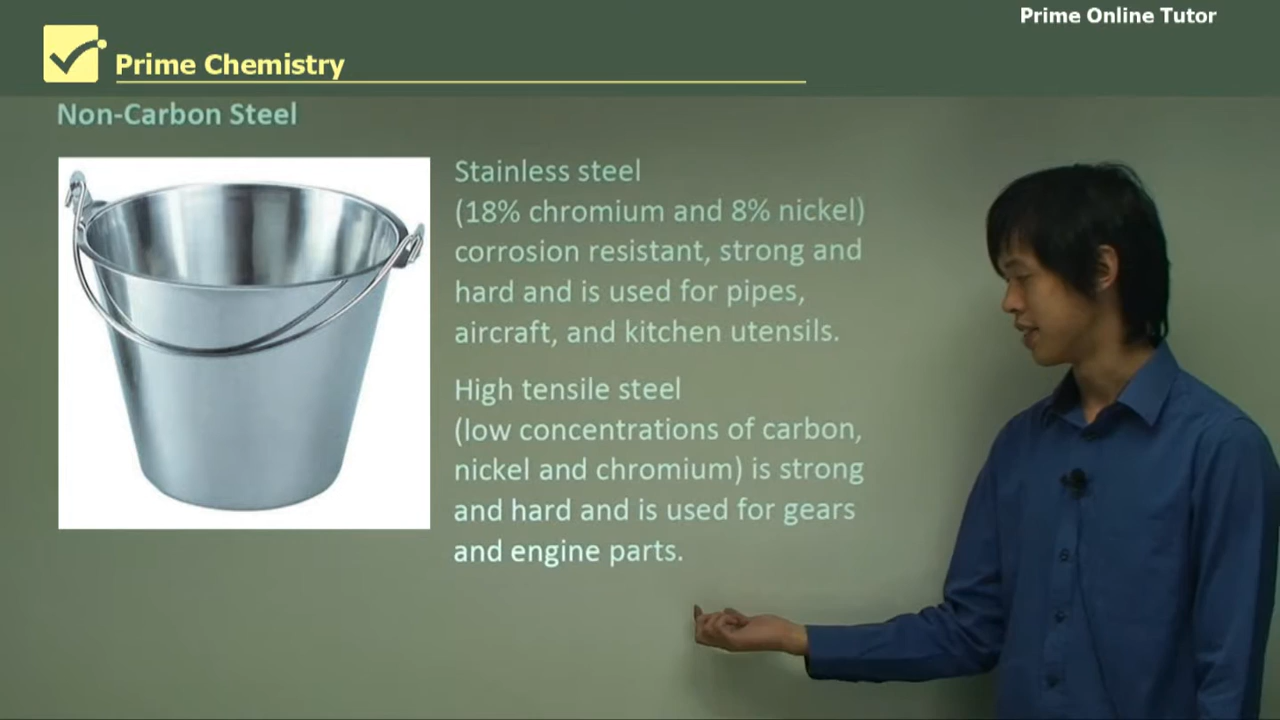 Prime Online Tutor
Prime Chemistry
Non-Carbon Steel
Stainless steel
(18% chromium and 8% nickel)
corrosion resistant, strong and
hard and is used for pipes,
aircraft, and kitchen utensils.
High tensile steel
(low concentrations of carbon,
nickel and chromium) is strong
and hard and is used for gears
and engine parts.